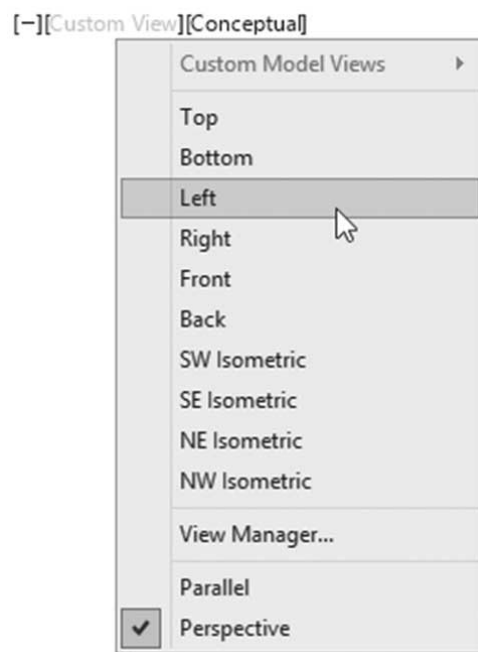 [−][Custom View][Conceptual]
Custom Model Views
Top
Bottom
Left
Right
Front
Back
SW Isometric
SE Isometric
NE Isometric
NW Isometric
View Manager...
Parallel
Perspective